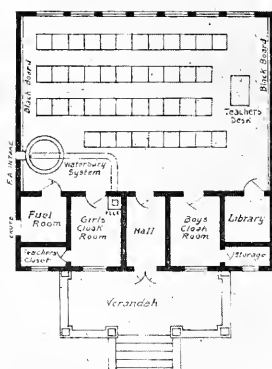 Black Board
Black Board
Teachers
Desk
F.A. INTAKE
Waterbury
System
FLUE
CHUTE
Fuel
Room
Girls
Cloak
Room
Hall
Boys
Cloak
Room
Library
Teachers
Closet
Storage
Verandah